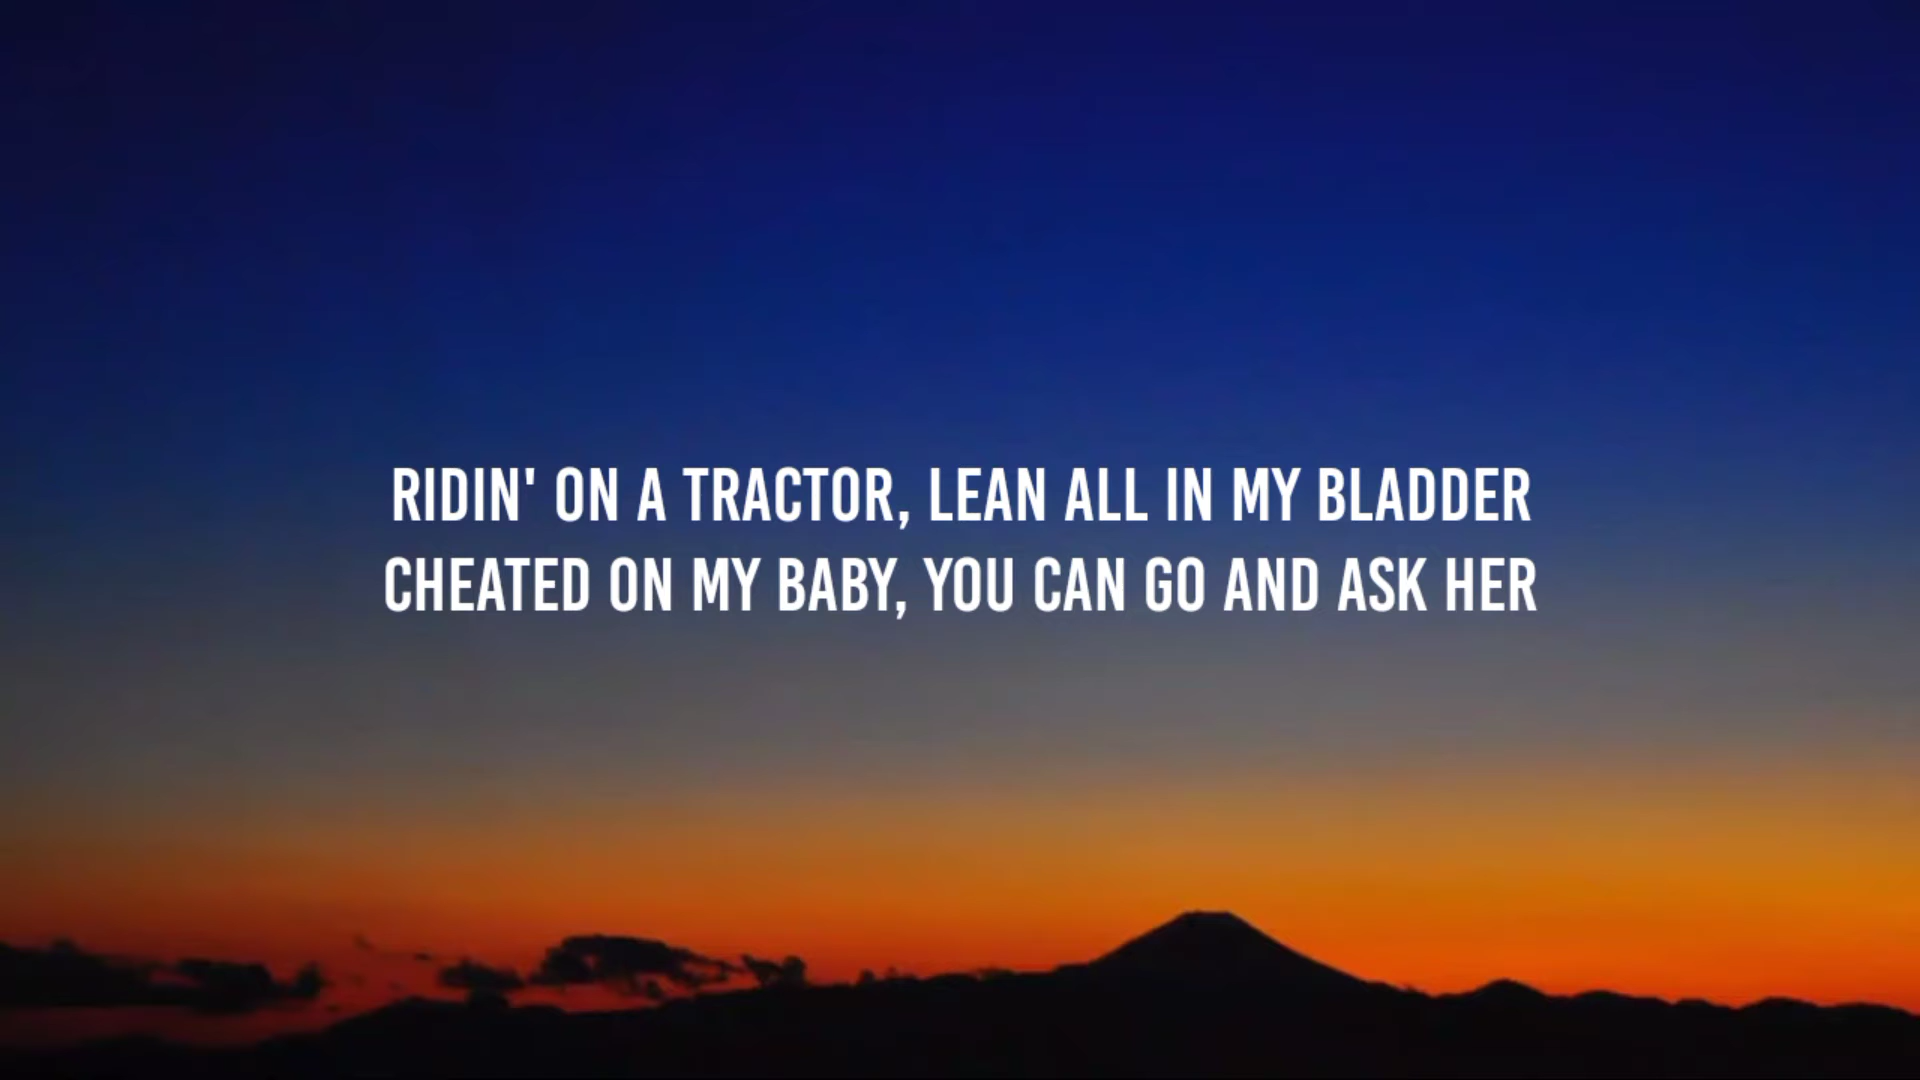 RIDIN' ON A TRACTOR, LEAN ALL IN MY BLADDER
CHEATED ON MY BABY, YOU CAN GO AND ASK HER